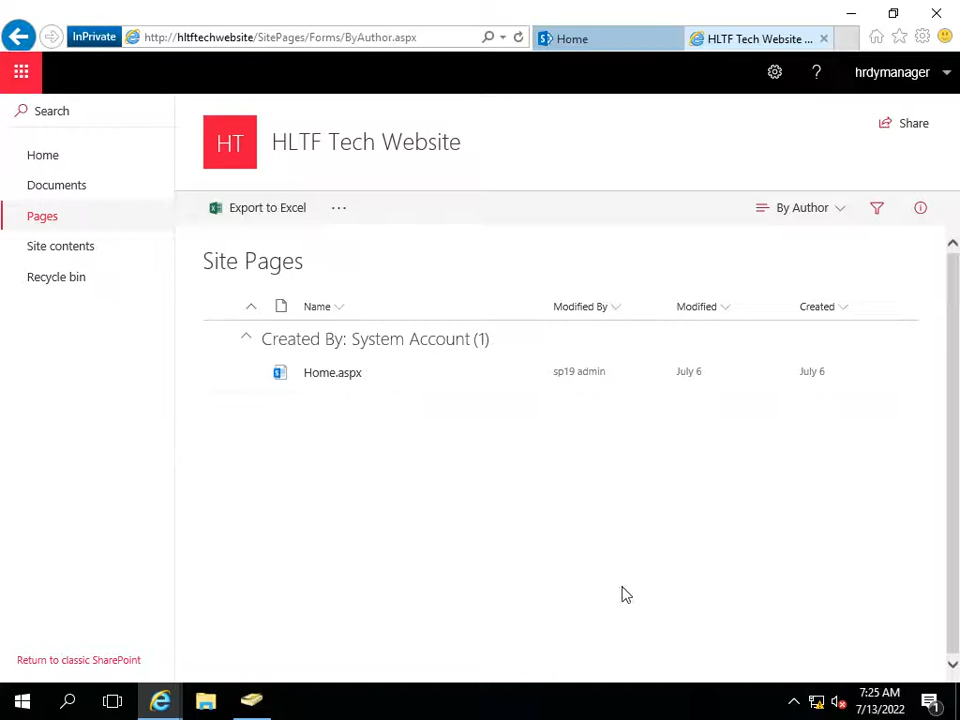 InPrivate
http://hltftechwebsite/SitePages/Forms/ByAuthor.aspx
Home
HLTF Tech Website ...
?
hrdymanager
Search
Home
Documents
Pages
Site contents
Recycle bin
Return to classic SharePoint
HT
HLTF Tech Website
Share
Export to Excel
...
By Author
Site Pages
Name
Modified By
Modified
Created
Created By: System Account (1)
Home.aspx
sp19 admin
July 6
July 6
7:25 AM
7/13/2022
1